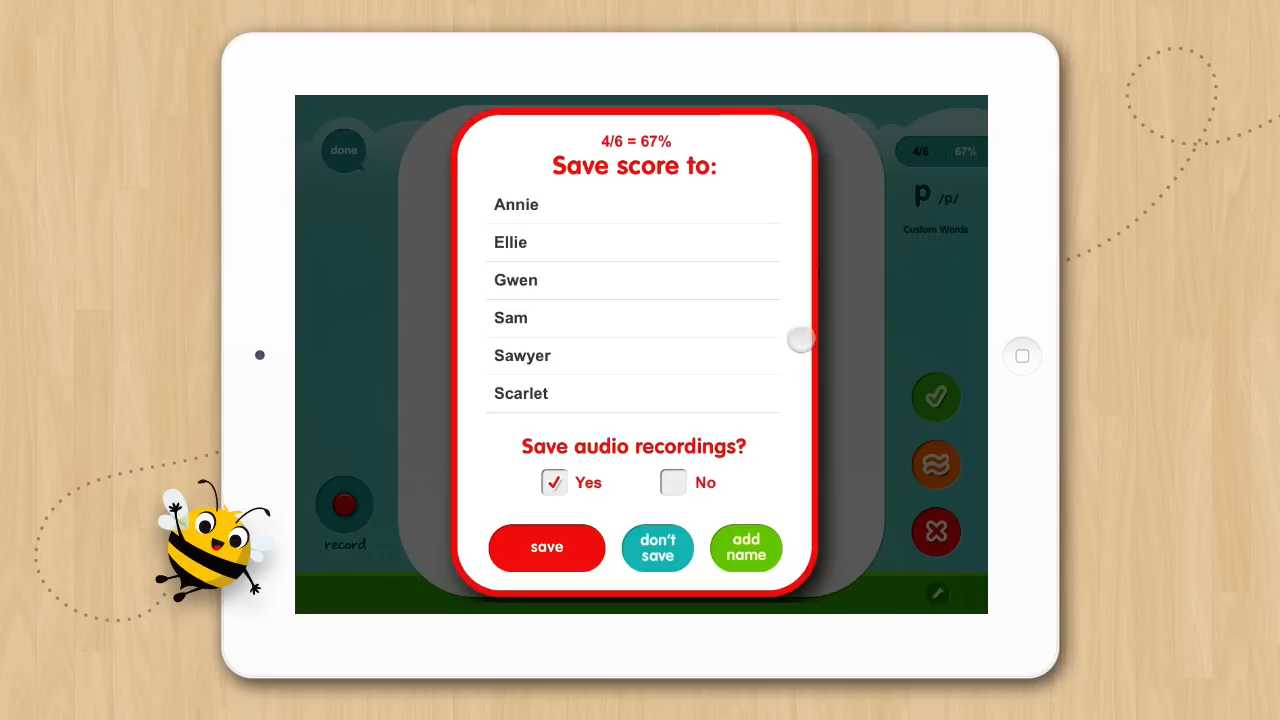 done
4/6 = 67%
Save score to:
Annie
Ellie
Gwen
Sam
Sawyer
Scarlet
Save audio recordings?
Yes
No
save
don't
save
add
name
4/6 67%
p /p/
Custom Words
record